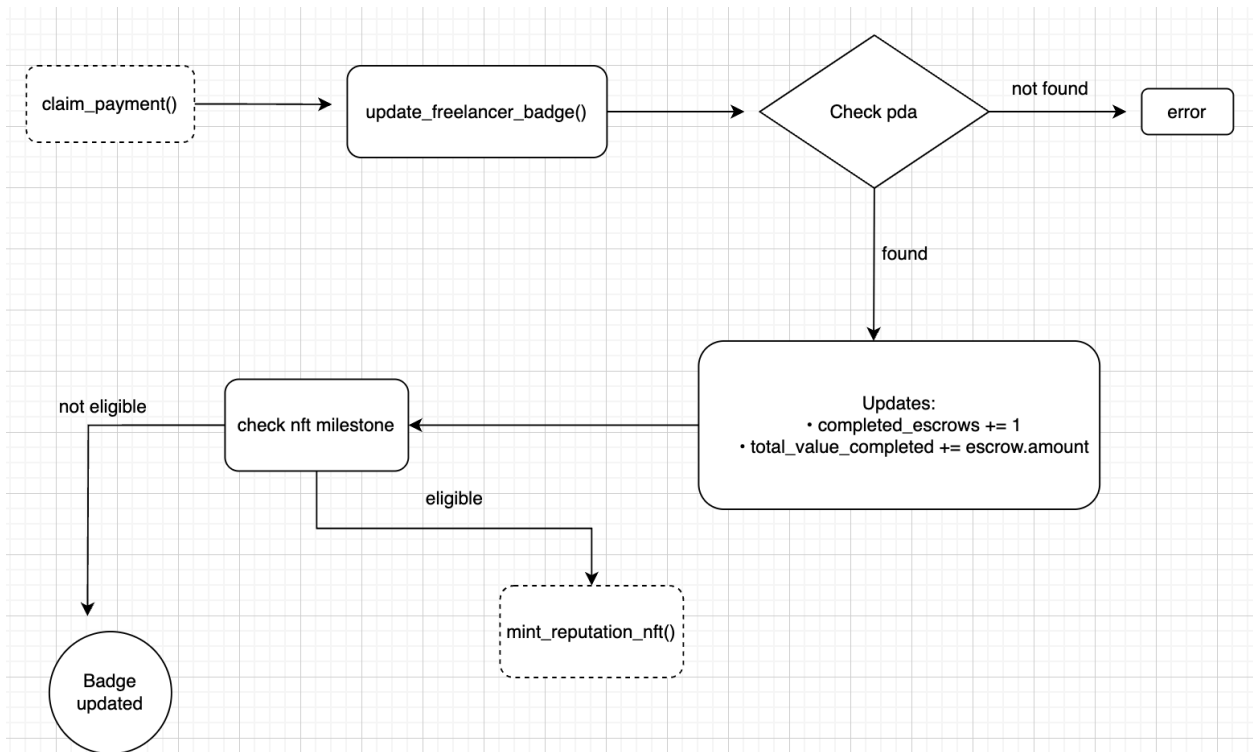 claim_payment()
update_freelancer_badge()
Check pda
not found
error
found
Updates:
• completed_escrows += 1
• total_value_completed += escrow.amount
check nft milestone
not eligible
eligible
mint_reputation_nft()
Badge
updated